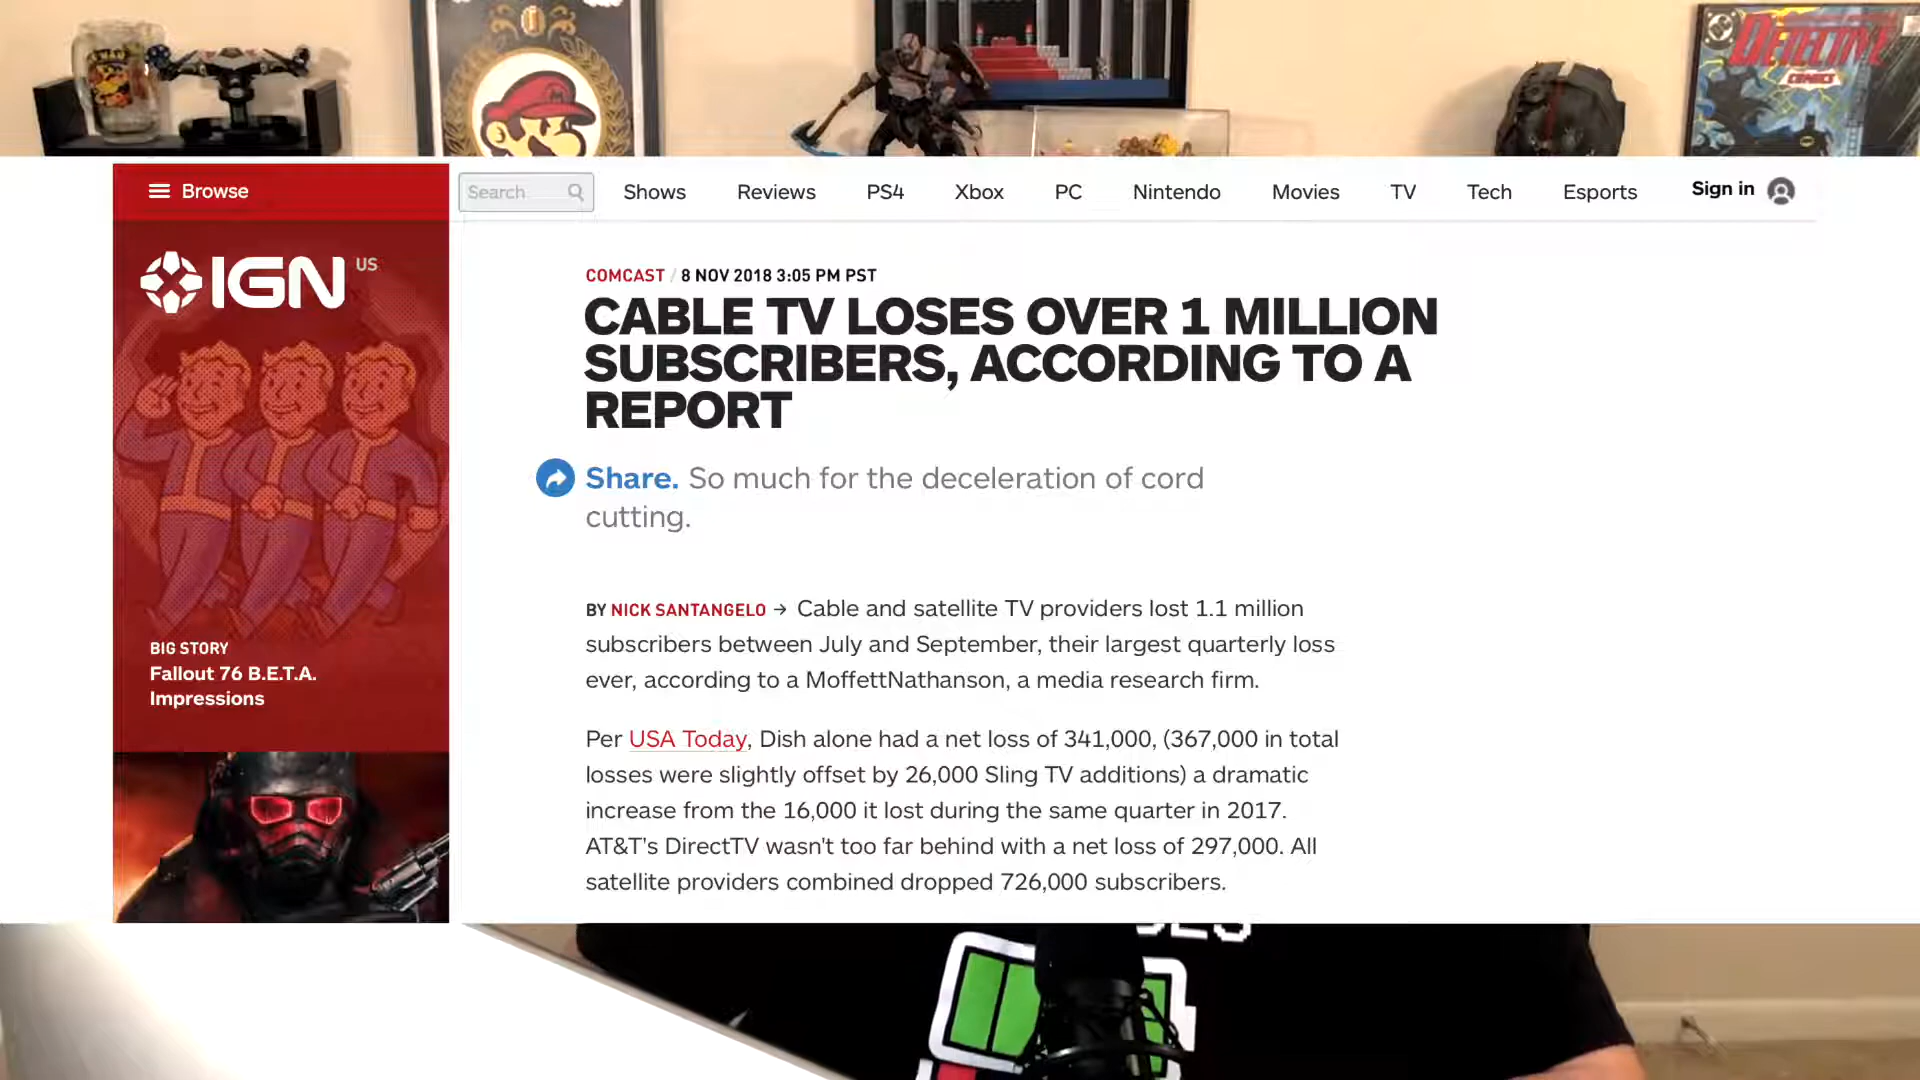 DETECTIVE
COMICS
Browse
Search
Shows
Reviews
PS4
Xbox
PC
Nintendo
Movies
TV
Tech
Esports
Sign in
IGN US
COMCAST / 8 NOV 2018 3:05 PM PST
CABLE TV LOSES OVER 1 MILLION
SUBSCRIBERS, ACCORDING TO A
REPORT
Share. So much for the deceleration of cord
cutting.
BY NICK SANTANGELO → Cable and satellite TV providers lost 1.1 million
subscribers between July and September, their largest quarterly loss
ever, according to a MoffettNathanson, a media research firm.
BIG STORY
Fallout 76 B.E.T.A.
Impressions
Per USA Today, Dish alone had a net loss of 341,000, (367,000 in total
losses were slightly offset by 26,000 Sling TV additions) a dramatic
increase from the 16,000 it lost during the same quarter in 2017.
AT&T's DirectTV wasn't too far behind with a net loss of 297,000. All
satellite providers combined dropped 726,000 subscribers.